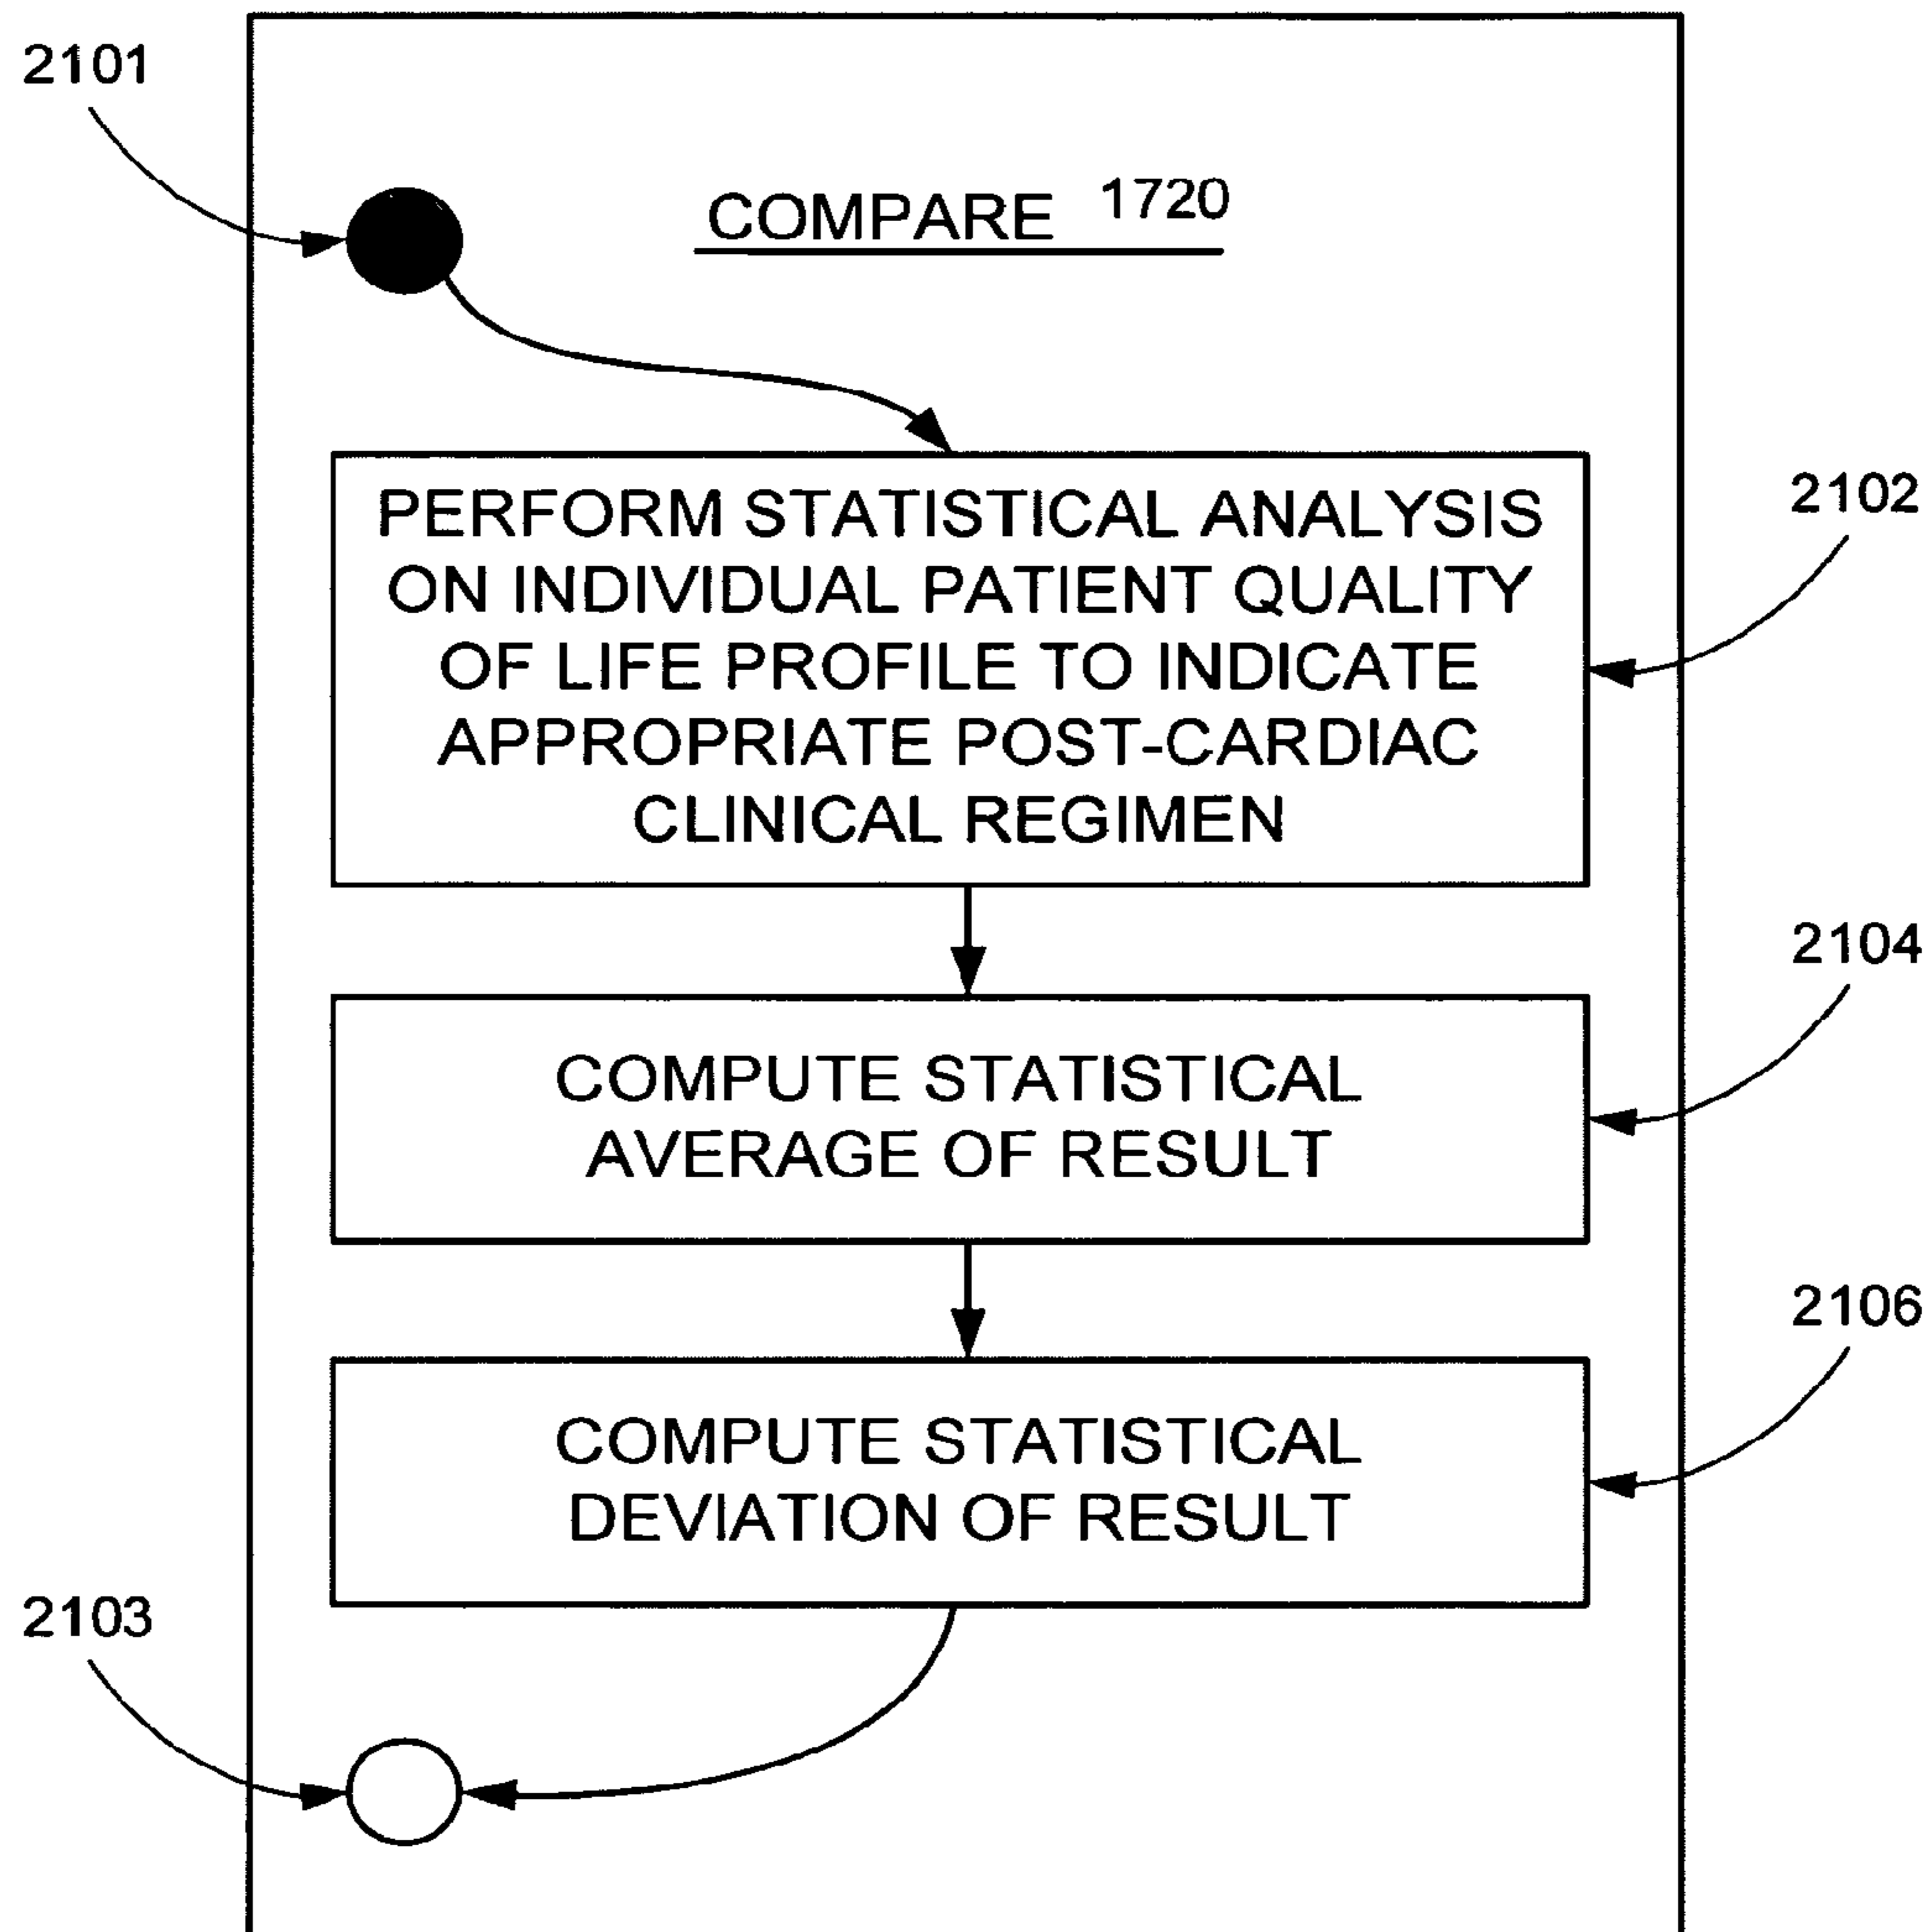 2101
COMPARE 1720
PERFORM STATISTICAL ANALYSIS
ON INDIVIDUAL PATIENT QUALITY
OF LIFE PROFILE TO INDICATE
APPROPRIATE POST-CARDIAC
CLINICAL REGIMEN
2102
COMPUTE STATISTICAL
AVERAGE OF RESULT
2104
COMPUTE STATISTICAL
DEVIATION OF RESULT
2106
2103